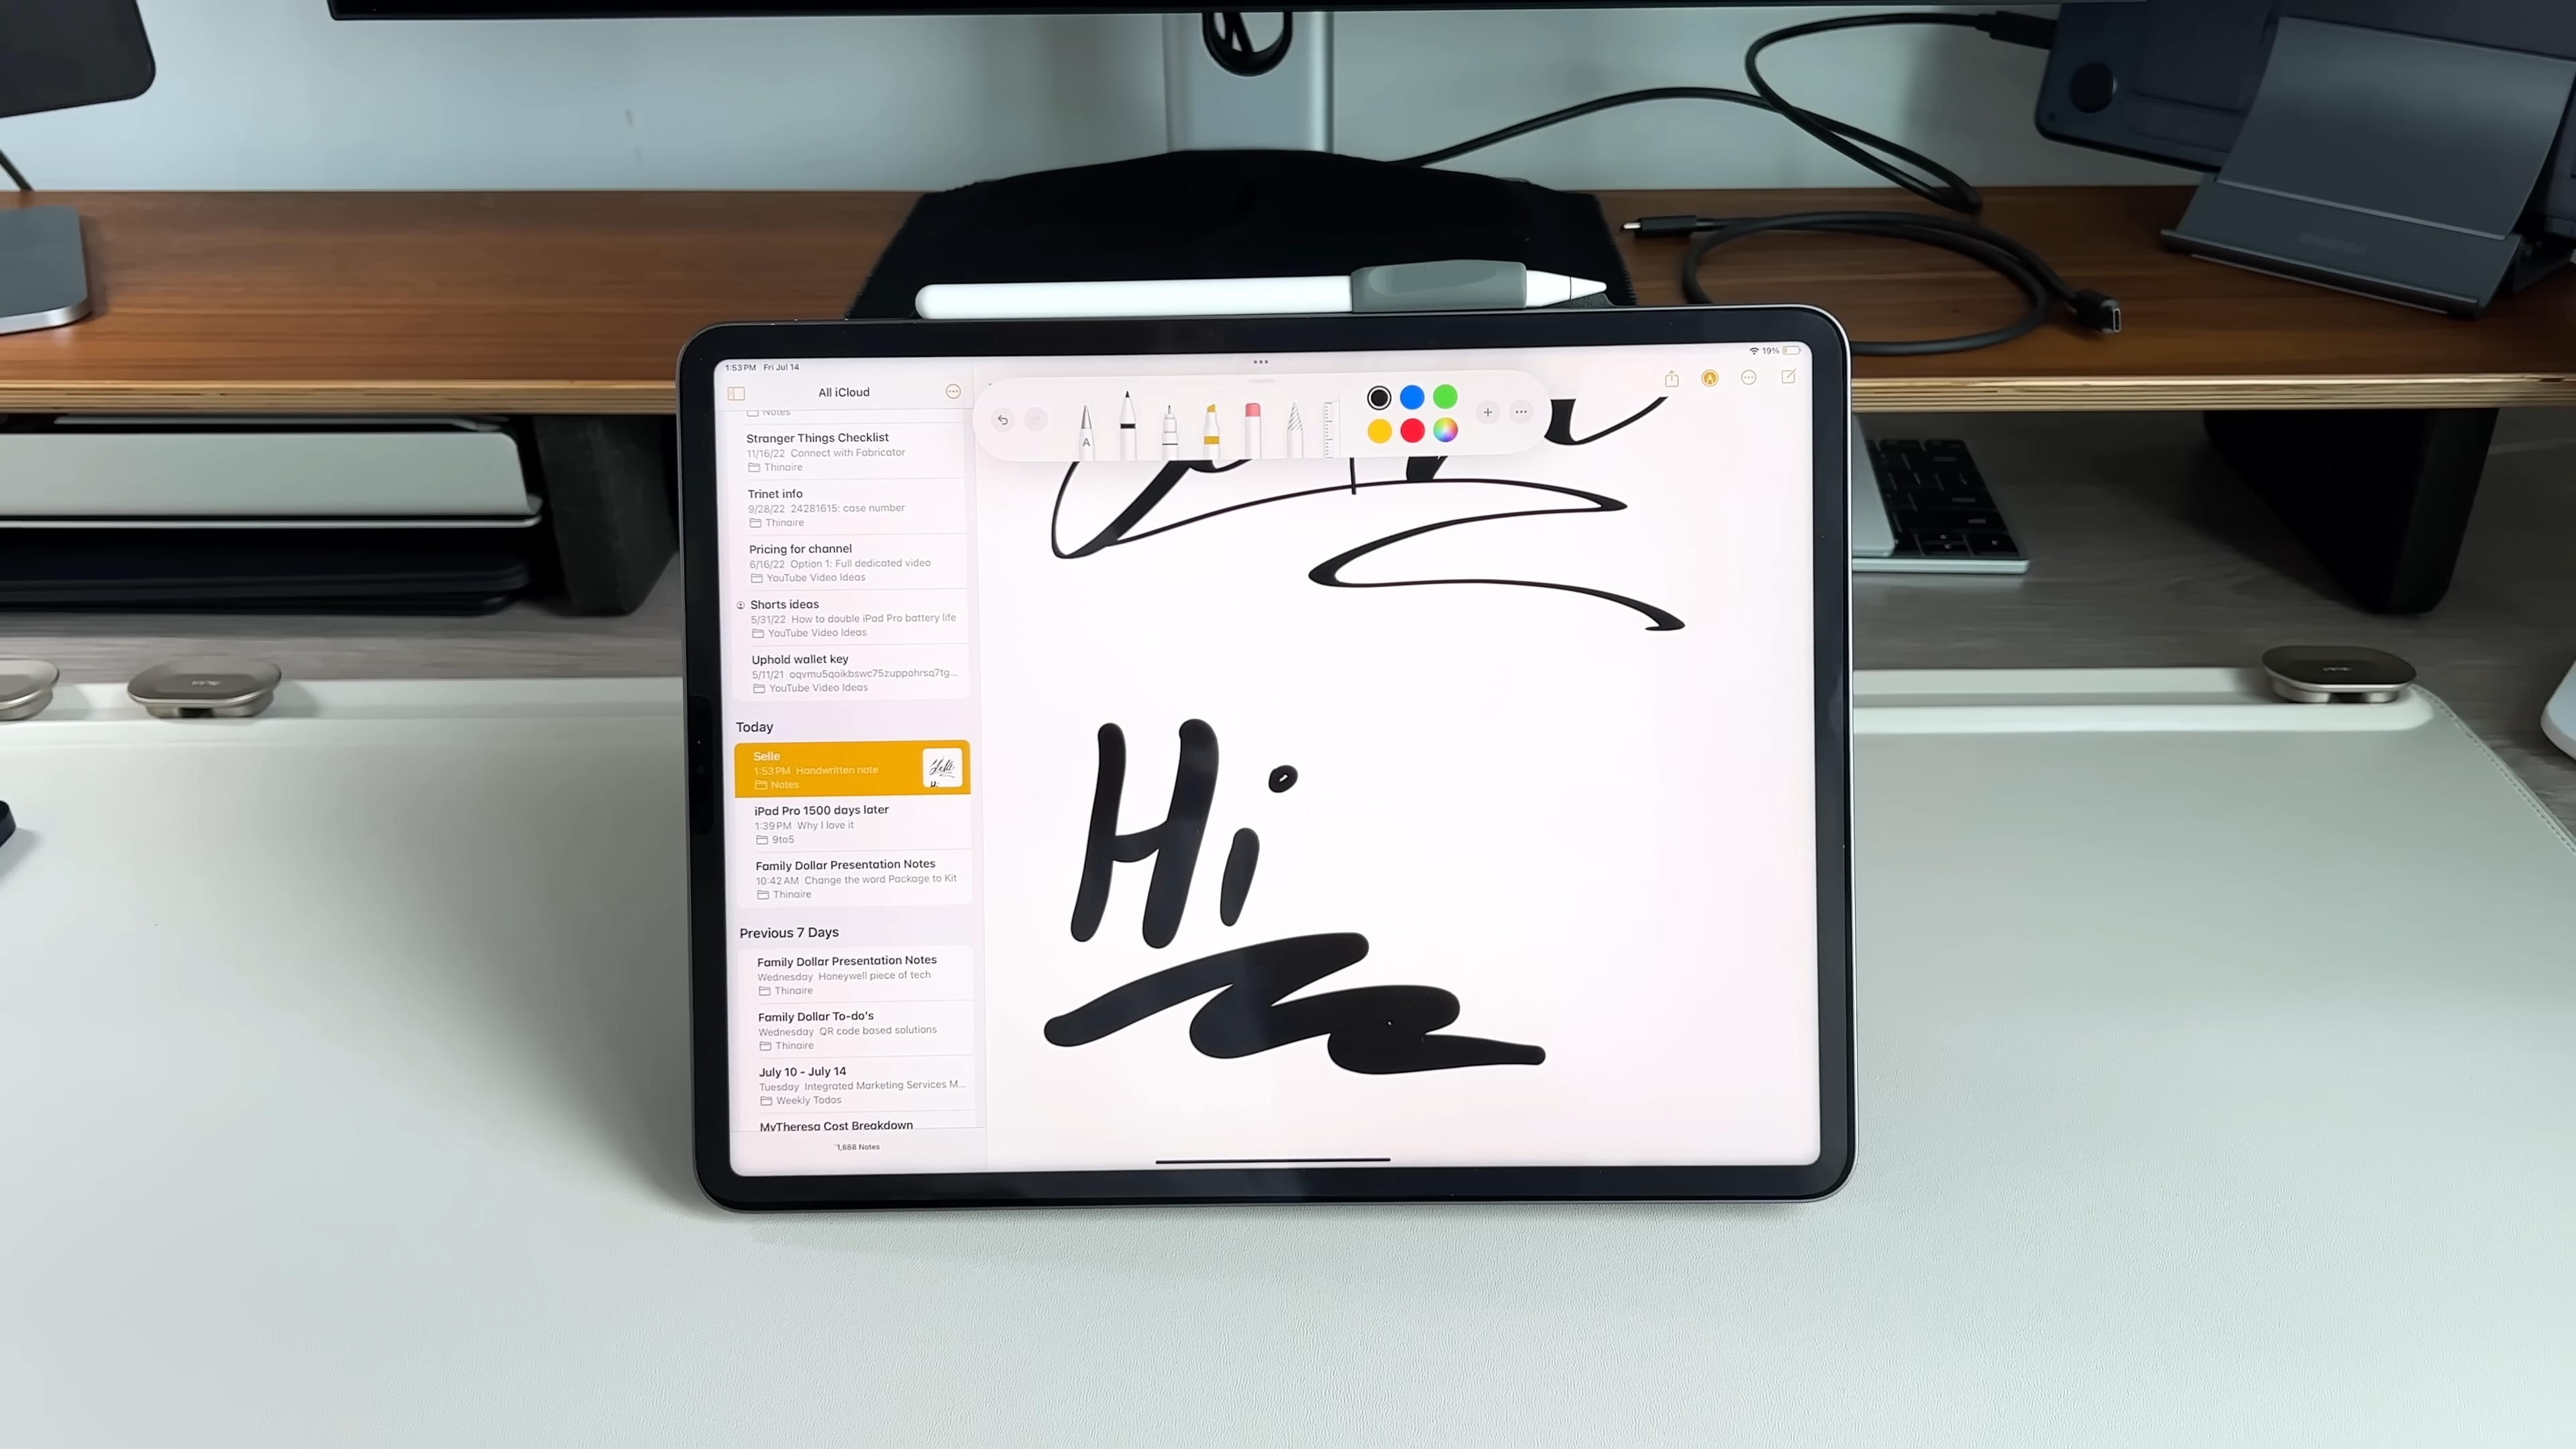 1:53 PM Fri Jul 14
19%
All iCloud
Notes
Stranger Things Checklist
11/16/22 Connect with Fabricator
Thinaire
Trinet info
9/28/22 24281615: case number
Thinaire
Pricing for channel
6/16/22 Option 1: Full dedicated video
YouTube Video Ideas
Shorts ideas
5/31/22 How to double iPad Pro battery life
YouTube Video Ideas
Uphold wallet key
5/11/21 oqvmu5qoikbswc75zuppohrsq7tg...
YouTube Video Ideas
Today
Selle
1:53 PM Handwritten note
Notes
iPad Pro 1500 days later
1:39 PM Why I love it
9to5
Family Dollar Presentation Notes
10:42 AM Change the word Package to Kit
Thinaire
Previous 7 Days
Family Dollar Presentation Notes
Wednesday Honeywell piece of tech
Thinaire
Family Dollar To-do's
Wednesday QR code based solutions
Thinaire
July 10 - July 14
Tuesday Integrated Marketing Services M...
Weekly Todos
MyTheresa Cost Breakdown
1,888 Notes
A
Hi